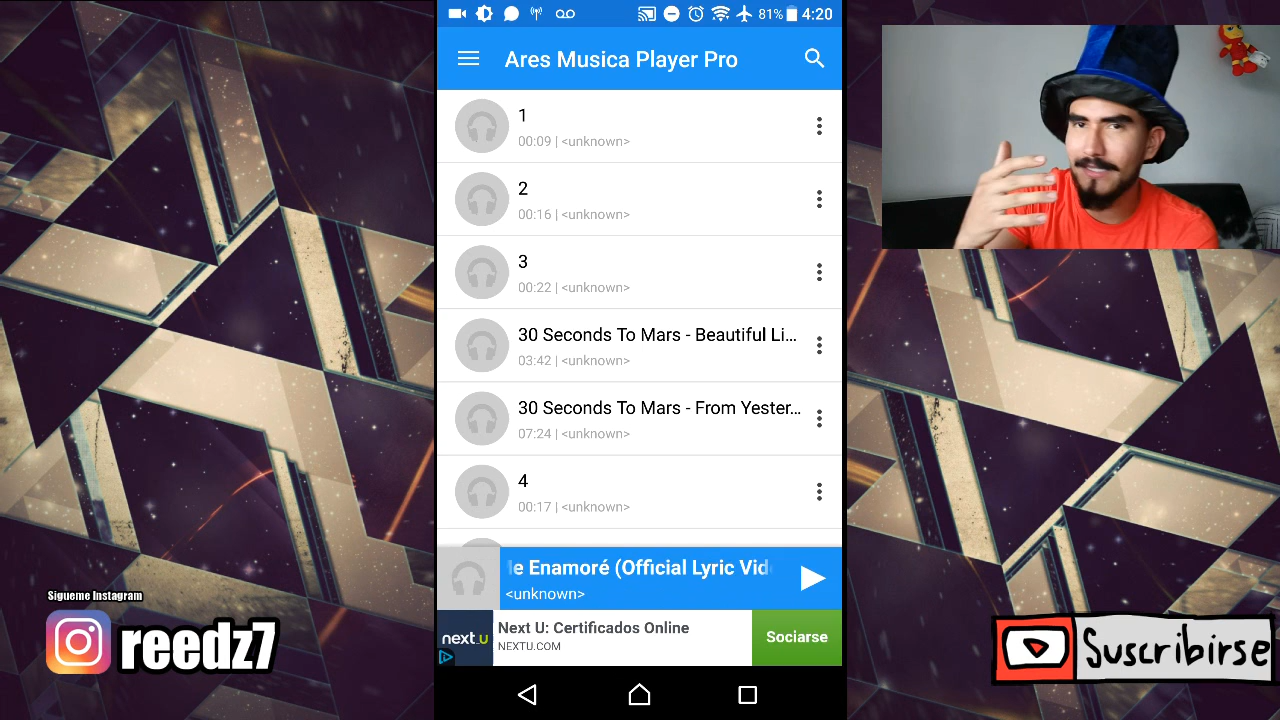 81% 4:20
Ares Musica Player Pro
1
00:09 | <unknown>
2
00:16 | <unknown>
3
00:22 | <unknown>
30 Seconds To Mars - Beautiful Li...
03:42 | <unknown>
30 Seconds To Mars - From Yester...
07:24 | <unknown>
4
00:17 | <unknown>
le Enamoré (Official Lyric Vid
<unknown>
next u
Next U: Certificados Online
NEXTU.COM
Sociarse
Sigueme Instagram
reedz7
Suscribirse